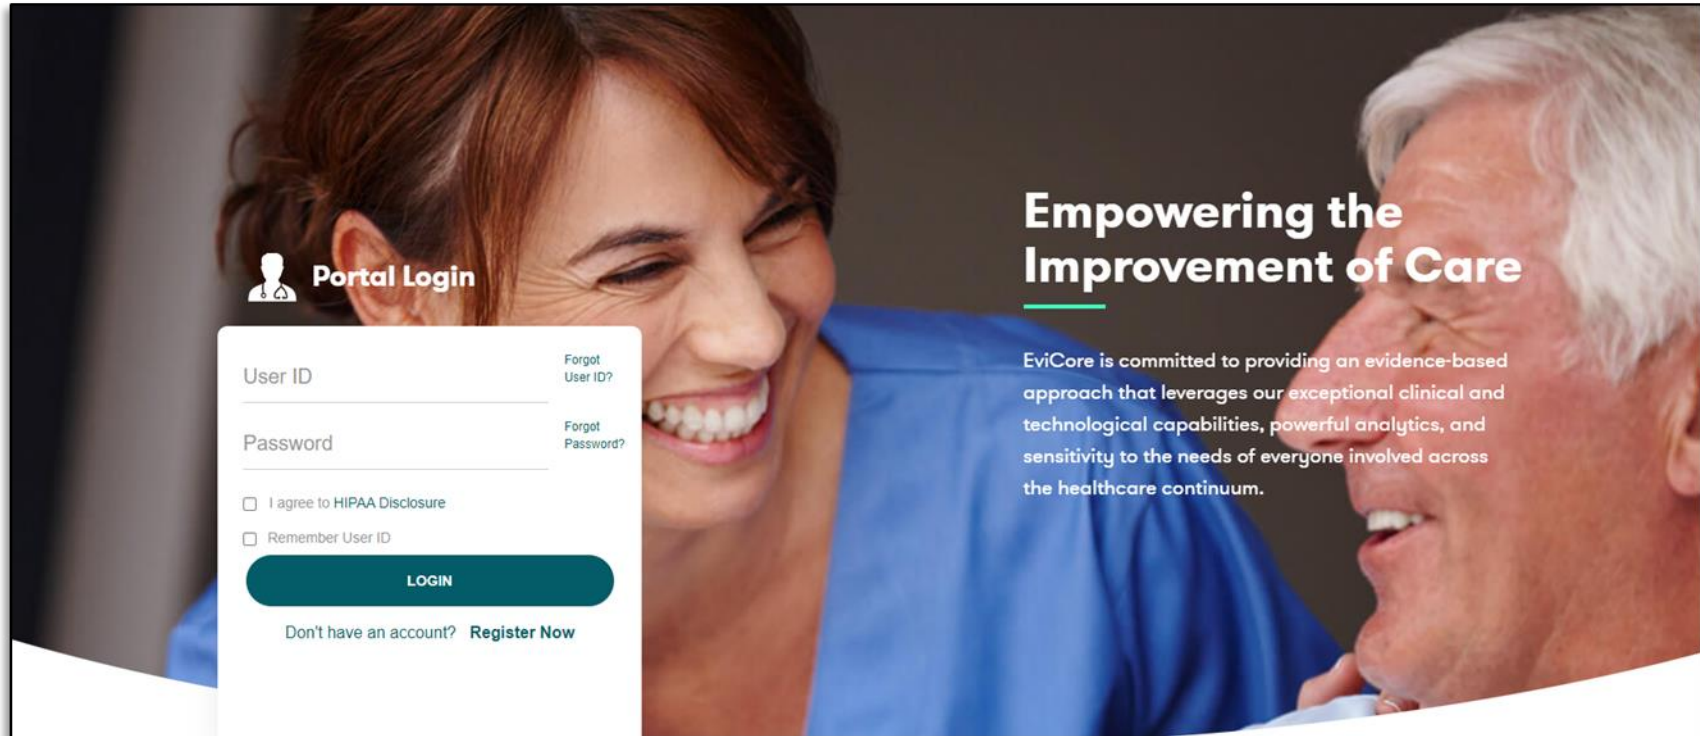 Portal Login
User ID
Forgot
User ID?
Password
Forgot
Password?
I agree to HIPAA Disclosure
Remember User ID
LOGIN
Don't have an account? Register Now
Empowering the
Improvement of Care
EviCore is committed to providing an evidence-based
approach that leverages our exceptional clinical and
technological capabilities, powerful analytics, and
sensitivity to the needs of everyone involved across
the healthcare continuum.